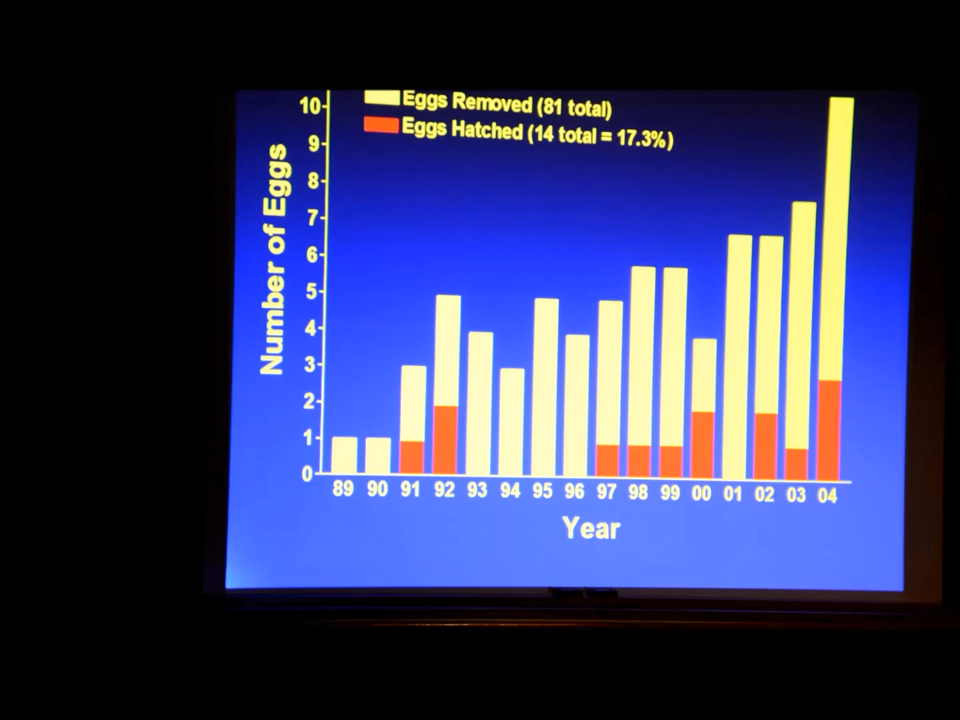 Eggs Removed (81 total)
Eggs Hatched (14 total = 17.3%)
Number of Eggs
10
9
8
7
6
5
4
3
2
1
0
89 90 91 92 93 94 95 96 97 98 99 00 01 02 03 04
Year